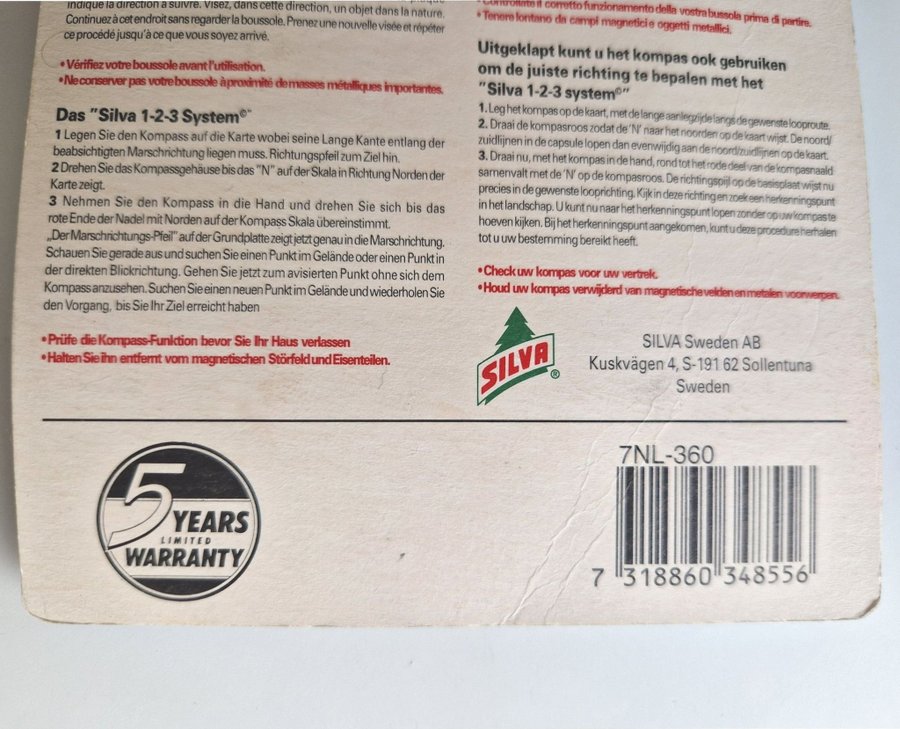 indique la direction à suivre. Visez, dans cette direction, un objet dans la nature.
Continuez à cet endroit sans regarder la boussole. Prenez une nouvelle visée et répéter
ce procédé jusqu'à ce que vous soyez arrivé.
•Vérifiez votre boussole avant l'utilisation.
•Ne conserver pas votre boussole à proximité de masses métalliques importantes.
Das "Silva 1-2-3 System©"
1 Legen Sie den Kompass auf die Karte wobei seine Lange Kante entlang der
beabsichtigten Marschrichtung liegen muss. Richtungspfeil zum Ziel hin.
2 Drehen Sie das Kompassgehäuse bis das "N" auf der Skala in Richtung Norden der
Karte zeigt.
3 Nehmen Sie den Kompass in die Hand und drehen Sie sich bis das
rote Ende der Nadel mit Norden auf der Kompass Skala übereinstimmt.
„Der Marschrichtungs-Pfeil" auf der Grundplatte zeigt jetzt genau in die Marschrichtung.
Schauen Sie gerade aus und suchen Sie einen Punkt im Gelände oder einen Punkt in
der direkten Blickrichtung. Gehen Sie jetzt zum avisierten Punkt ohne sich dem
Kompass anzusehen. Suchen Sie einen neuen Punkt im Gelände und wiederholen Sie
den Vorgang, bis Sie Ihr Ziel erreicht haben
•Prüfe die Kompass-Funktion bevor Sie Ihr Haus verlassen
•Halten Sie ihn entfernt vom magnetischen Störfeld und Eisenteilen.
•Controllate il corretto funzionamento della vostra bussola prima di partire.
•Tenere lontano da campi magnetici e oggetti metallici.
Uitgeklapt kunt u het kompas ook gebruiken
om de juiste richting te bepalen met het
"Silva 1-2-3 system©"
1. Leg het kompas op de kaart, met de lange aanlegzijde langs de gewenste looproute.
2. Draai de kompasroos zodat de 'N' naar het noorden op de kaart wijst. De noord/
zuidlijnen in de capsule lopen dan evenwijdig aan de noord/zuidlijnen op de kaart.
3. Draai nu, met het kompas in de hand, rond tot het rode deel van de kompasnaald
samenvalt met de 'N' op de kompasroos. De richtingspijl op de basisplaat wijst nu
precies in de gewenste looprichting. Kijk in deze richting en zoek een herkenningspunt
in het landschap. U kunt nu naar het herkenningspunt lopen zonder op uw kompas te
hoeven kijken. Bij het herkenningspunt aangekomen, kunt u deze procedure herhalen
tot u uw bestemming bereikt heeft.
•Check uw kompas voor uw vertrek.
•Houd uw kompas verwijderd van magnetische velden en metalen voorwerpen.
SILVA ®
SILVA Sweden AB
Kuskvägen 4, S-191 62 Sollentuna
Sweden
5 YEARS
LIMITED
WARRANTY
7NL-360
7 318860 348556